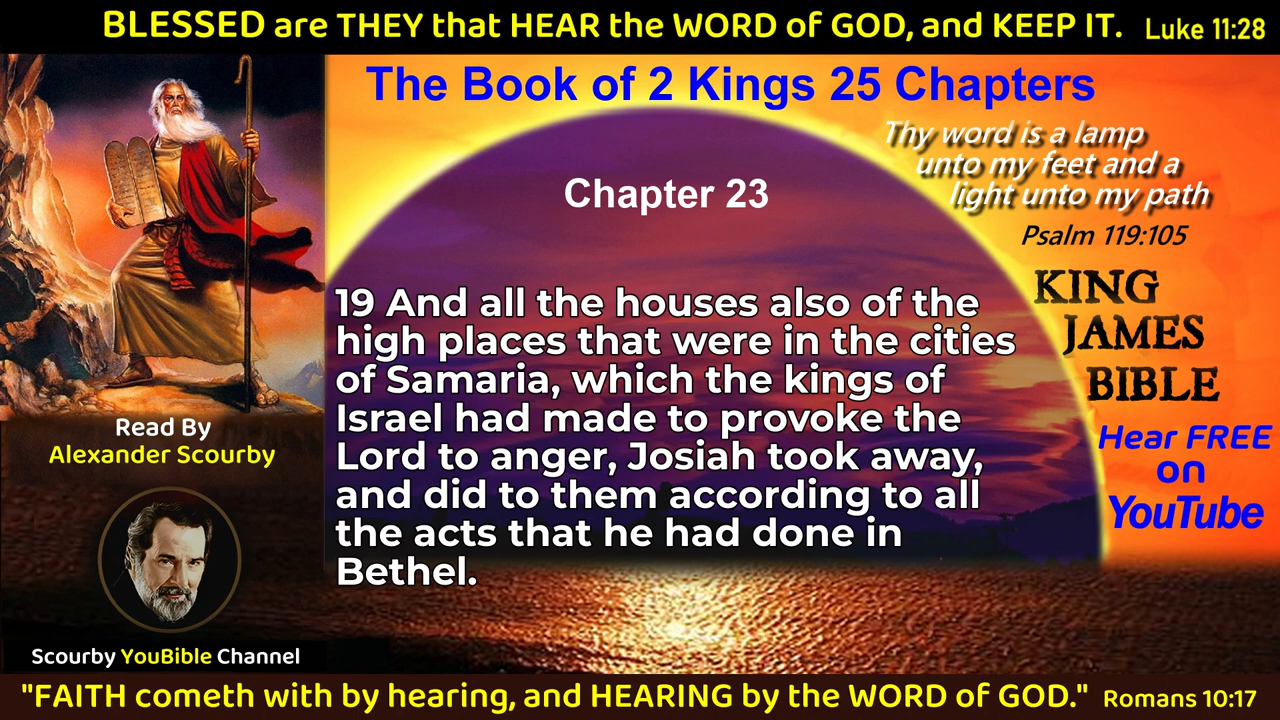 BLESSED are THEY that HEAR the WORD of GOD, and KEEP IT. Luke 11:28
The Book of 2 Kings 25 Chapters
Thy word is a lamp
unto my feet and a
light unto my path
Psalm 119:105
Chapter 23
KING
JAMES
BIBLE
19 And all the houses also of the
high places that were in the cities
of Samaria, which the kings of
Israel had made to provoke the
Lord to anger, Josiah took away,
and did to them according to all
the acts that he had done in
Bethel.
Hear FREE
on
YouTube
Read By
Alexander Scourby
Scourby YouBible Channel
"FAITH cometh with by hearing, and HEARING by the WORD of GOD." Romans 10:17